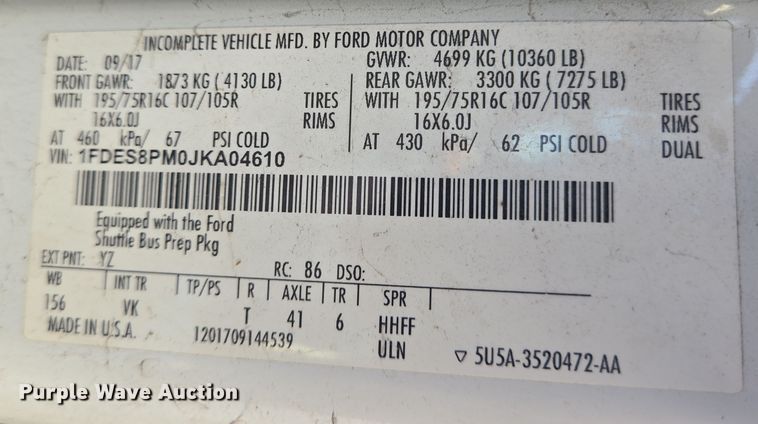 INCOMPLETE VEHICLE MFD. BY FORD MOTOR COMPANY
DATE: 09/17 GVWR: 4699 KG (10360 LB)
FRONT GAWR: 1873 KG ( 4130 LB) REAR GAWR: 3300 KG ( 7275 LB)
WITH 195/75R16C 107/105R TIRES WITH 195/75R16C 107/105R TIRES
16X6.0J RIMS 16X6.0J RIMS
AT 460 kPa/ 67 PSI COLD AT 430 kPa/ 62 PSI COLD DUAL
VIN: 1FDES8PM0JKA04610
Equipped with the Ford
Shuttle Bus Prep Pkg
EXT PNT: YZ RC: 86 DSO:
WB INT TR TP/PS R AXLE TR SPR
156 VK T 41 6 HHFF
MADE IN U.S.A. 1201709144539 ULN ▽ 5U5A-3520472-AA
Purple Wave Auction